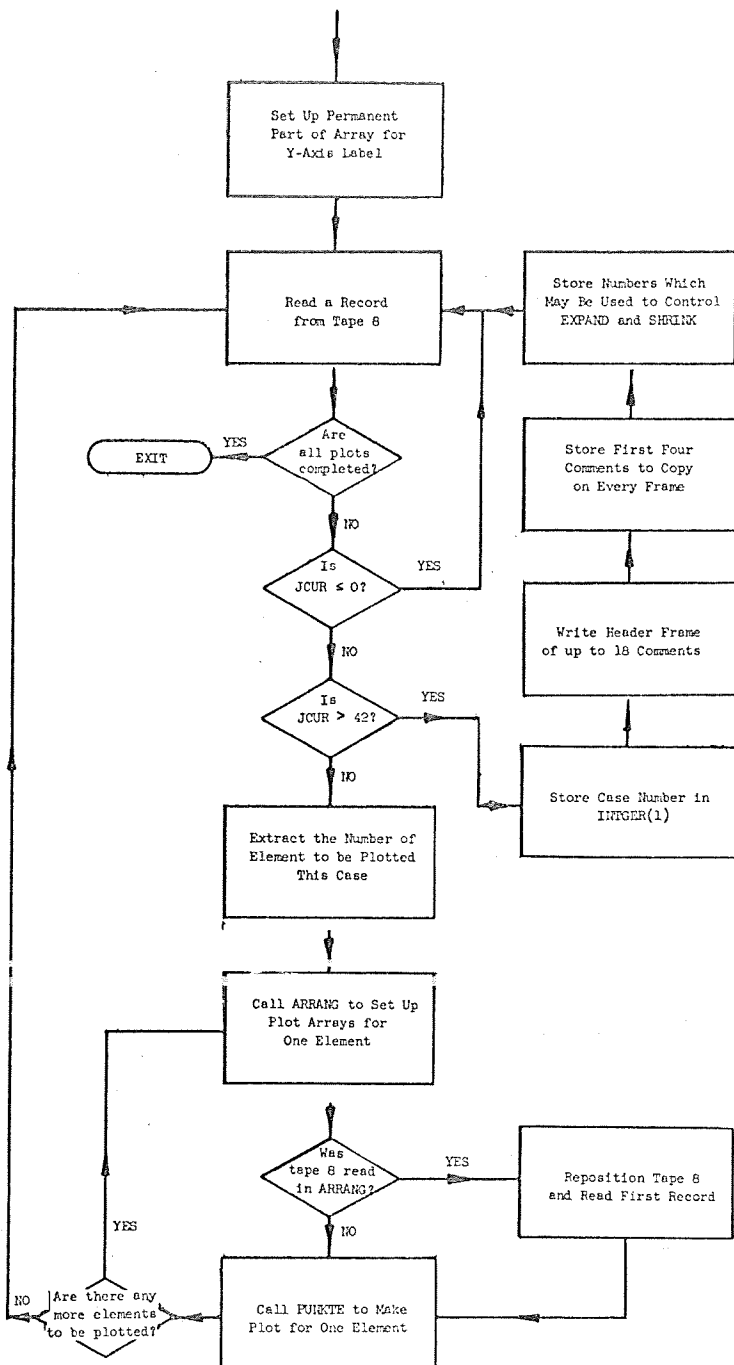 Set Up Permanent
Part of Array for
Y-Axis Label
Read a Record
from Tape 8
Store Numbers Which
May Be Used to Control
EXPAND and SHRINK
Are
all plots
completed?
YES
EXIT
NO
Store First Four
Comments to Copy
on Every Frame
Is
JCUR ≤ 0?
YES
NO
Write Header Frame
of up to 18 Comments
Is
JCUR > 42?
YES
NO
Store Case Number in
INTGER(1)
Extract the Number of
Element to be Plotted
This Case
Call ARRANG to Set Up
Plot Arrays for
One Element
Was
tape 8 read
in ARRANG?
YES
NO
Reposition Tape 8
and Read First Record
Call PUNKTE to Make
Plot for One Element
Are there any
more elements
to be plotted?
YES
NO